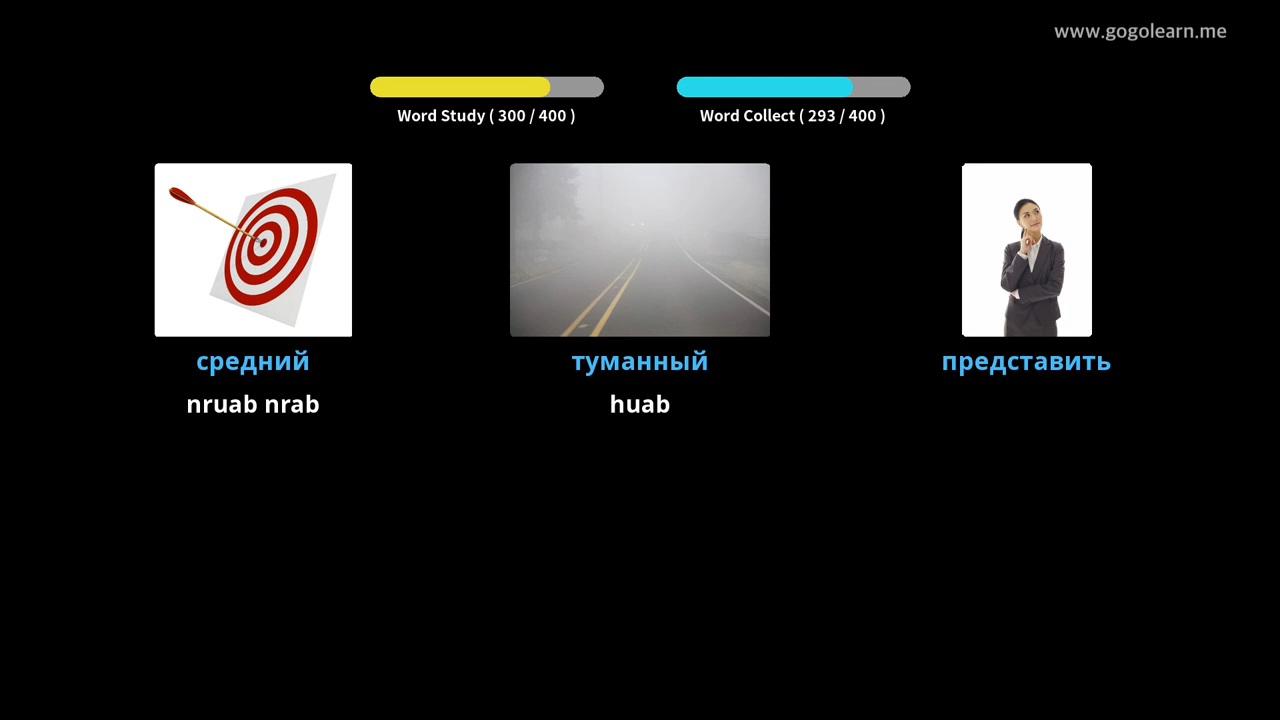 www.gogolearn.me
Word Study ( 300 / 400 )
Word Collect ( 293 / 400 )
средний
туманный
представить
nruab nrab
huab